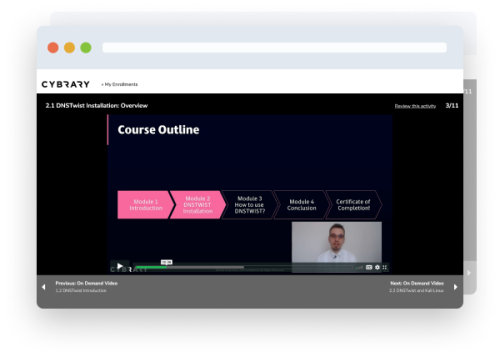 CYBRARY
‹ My Enrollments
2.1 DNSTwist Installation: Overview
Review this activity
3/11
Course Outline
Module 1
Introduction
Module 2
DNSTWIST
Installation
Module 3
How to use
DNSTWIST?
Module 4
Conclusion
Certificate of
Completion!
CYBRARY
Previous: On Demand Video
1.2 DNSTwist Introduction
Next: On Demand Video
2.2 DNSTwist and Kali Linux